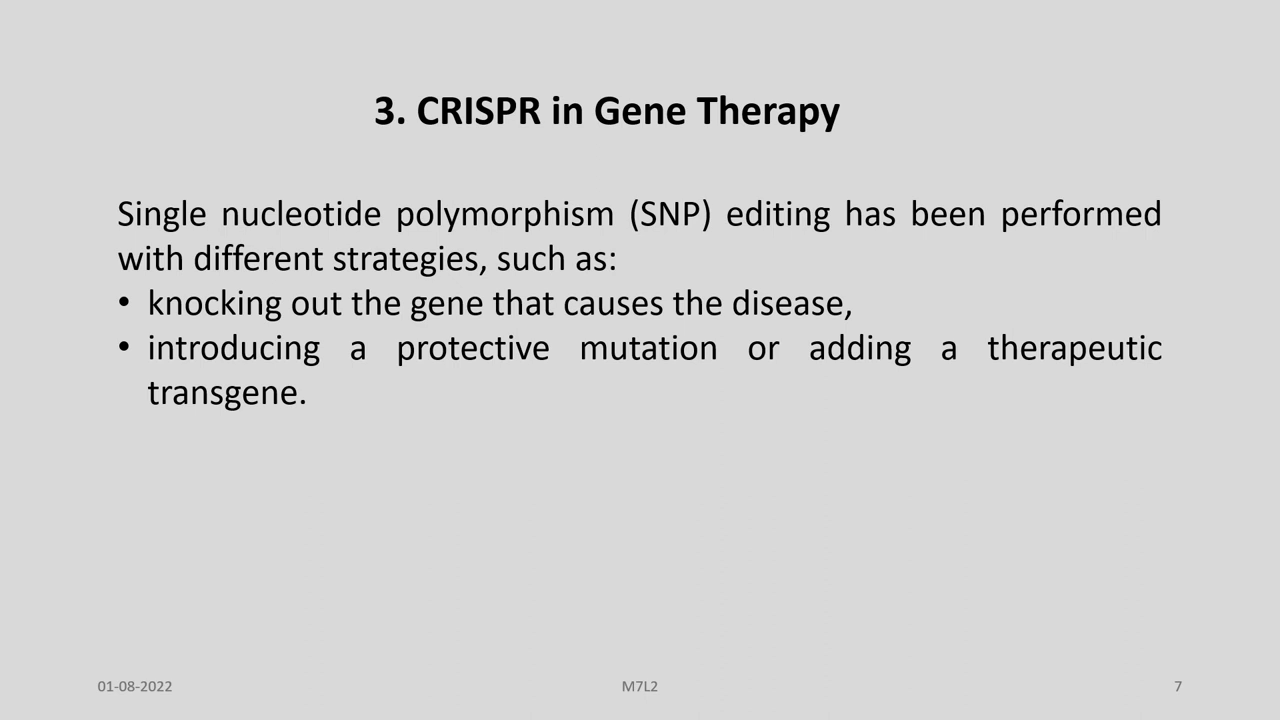 3. CRISPR in Gene Therapy
Single nucleotide polymorphism (SNP) editing has been performed
with different strategies, such as:
• knocking out the gene that causes the disease,
• introducing a protective mutation or adding a therapeutic
transgene.
01-08-2022 M7L2 7